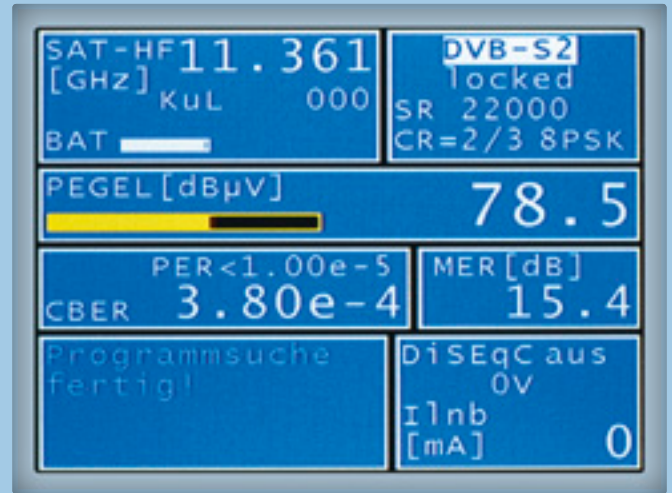 SAT-HF 11.361
[GHz]
KuL 000
BAT
DVB-S2
locked
SR 22000
CR=2/3 8PSK
PEGEL[dBµV] 78.5
PER<1.00e-5
CBER 3.80e-4
MER[dB]
15.4
Programmsuche
fertig!
DiSEqC aus
0V
Ilnb
[mA] 0